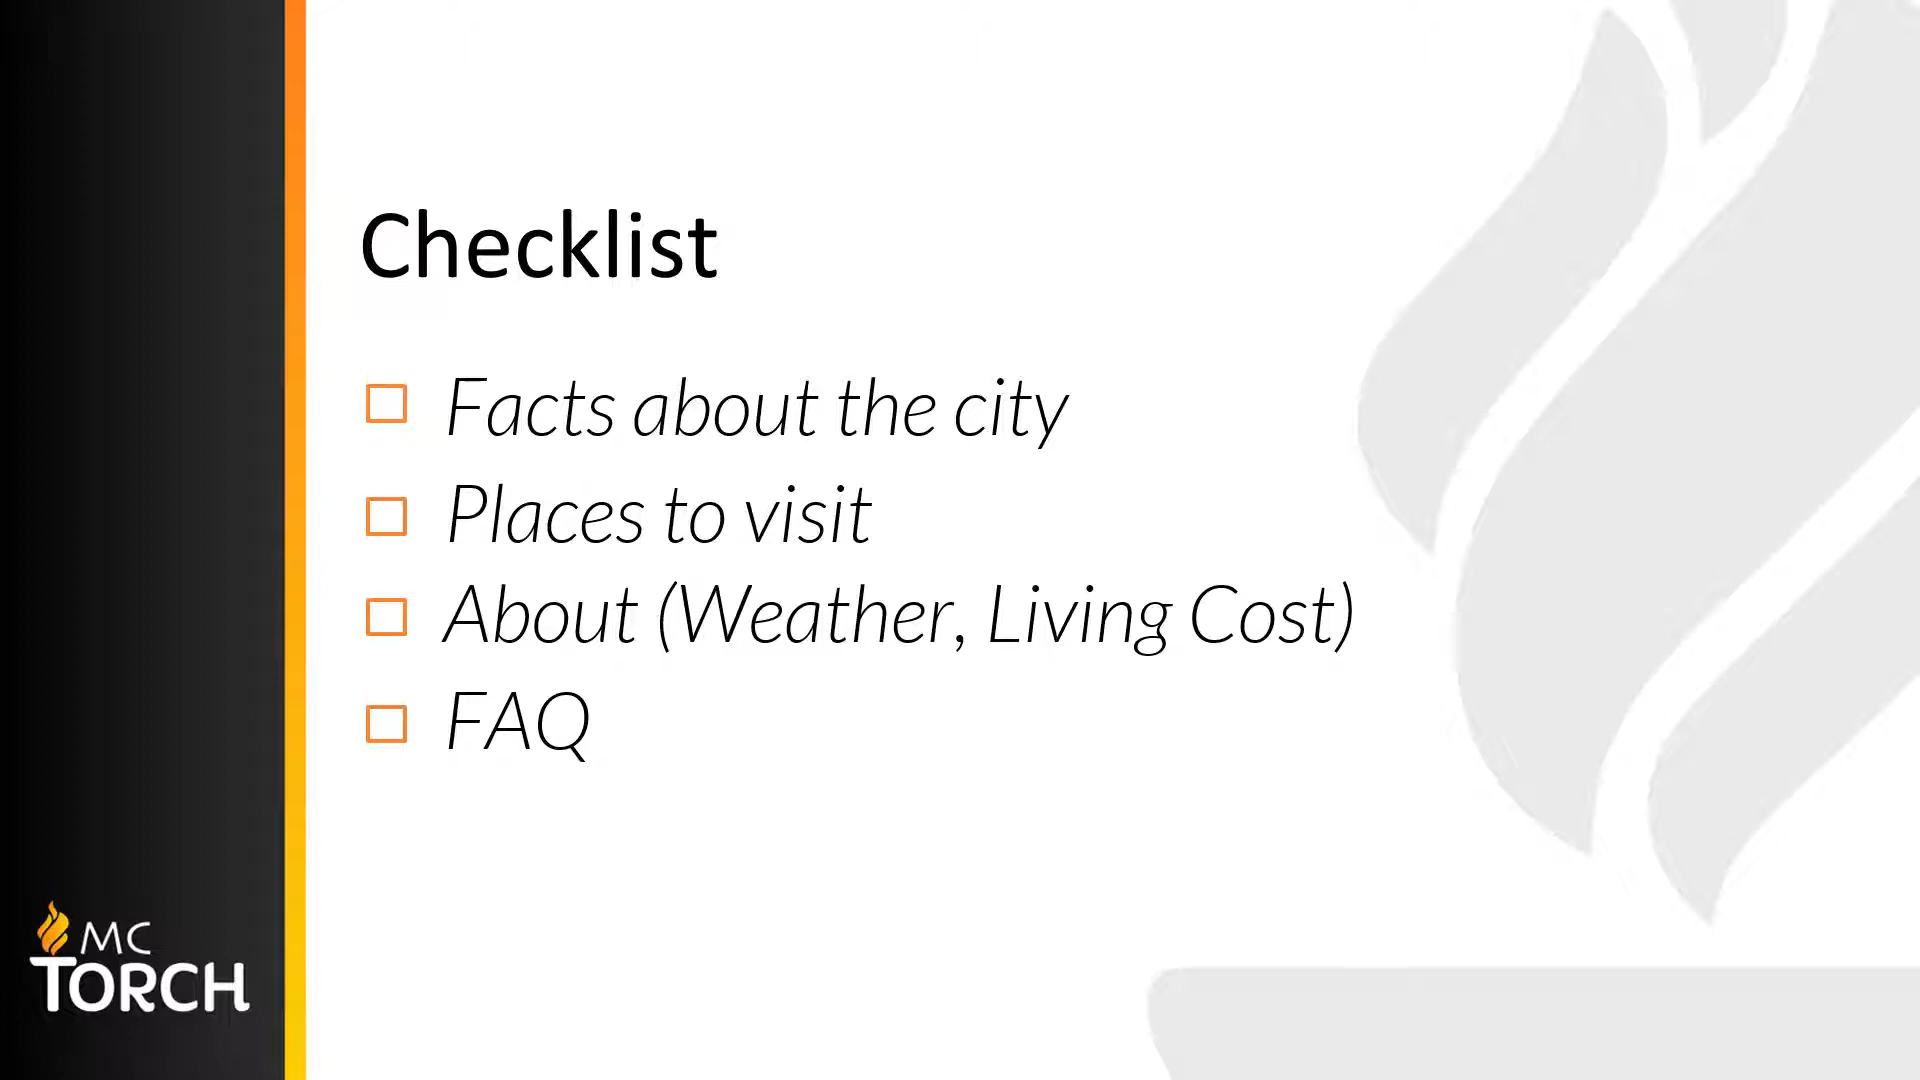 Checklist
Facts about the city
Places to visit
About (Weather, Living Cost)
FAQ
MC
TORCH